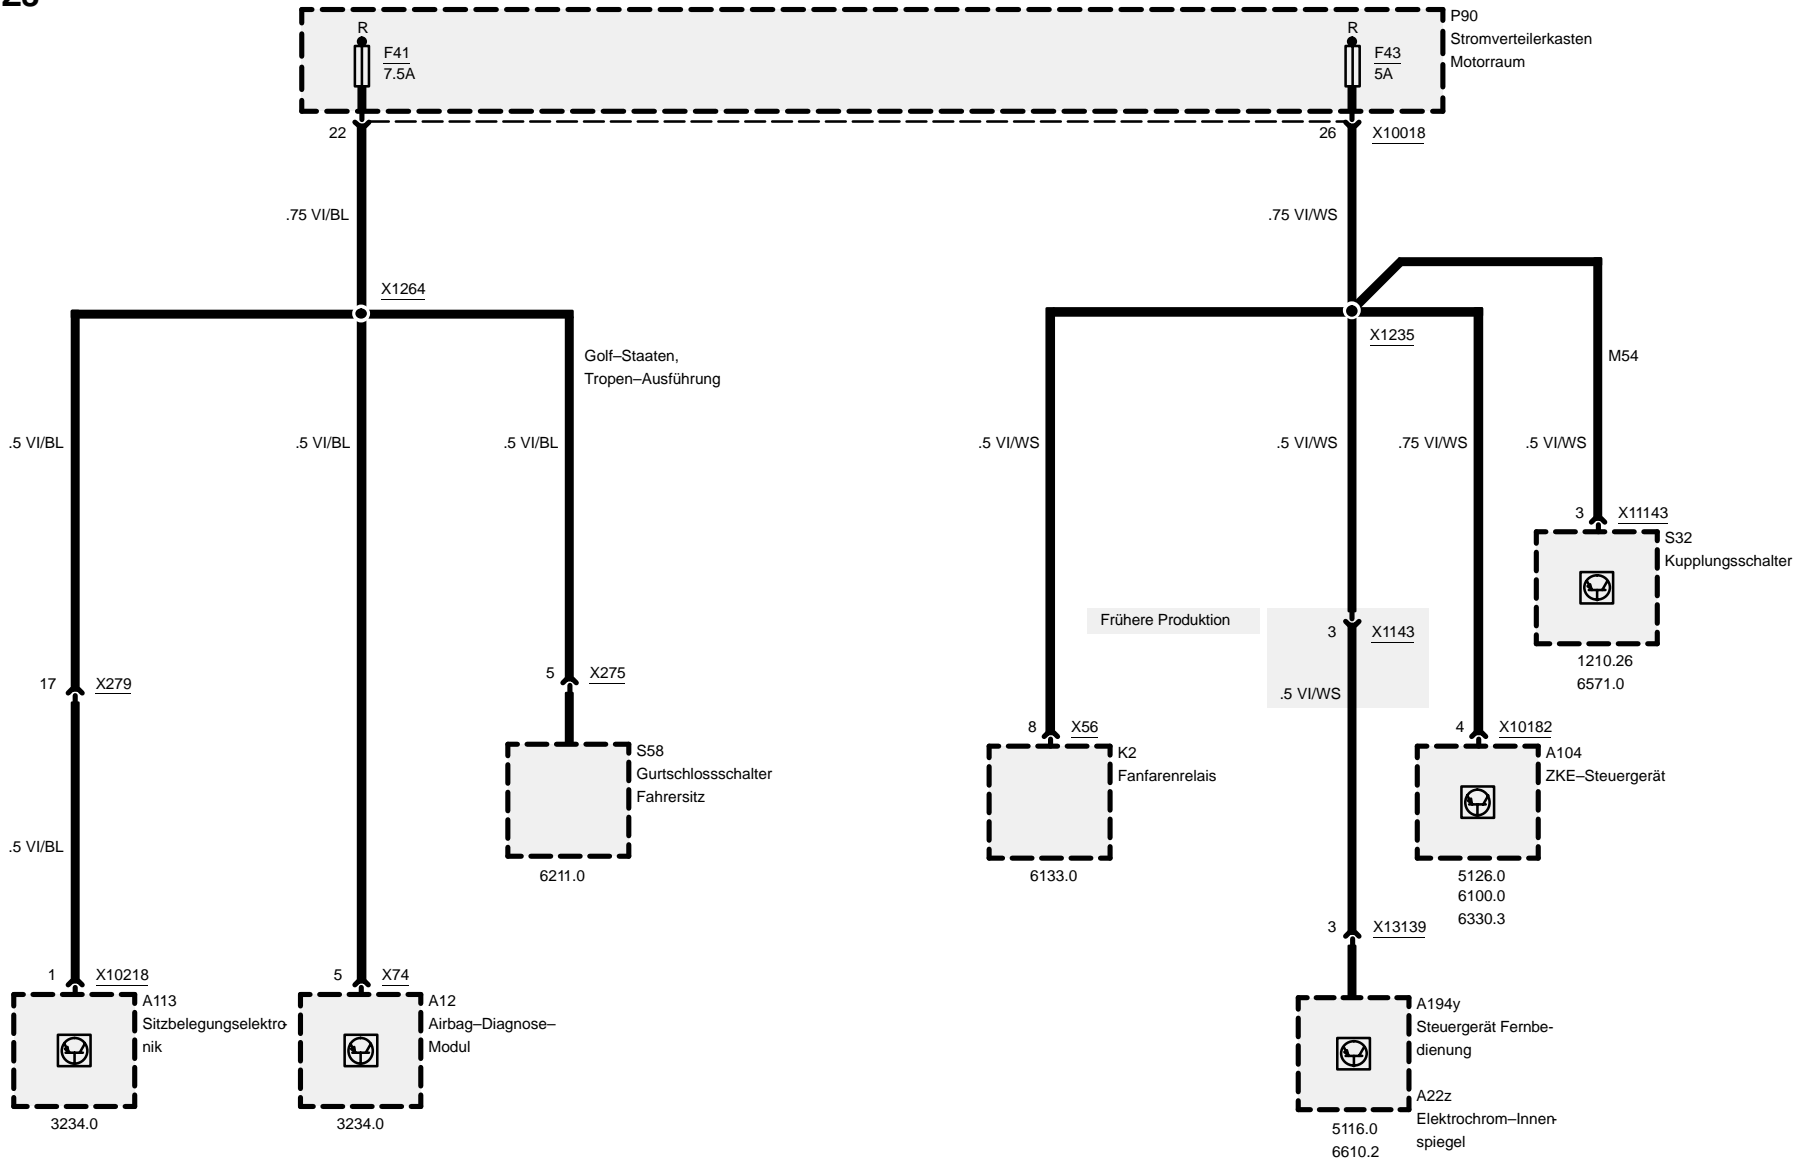 P90
Stromverteilerkasten
Motorraum
R
F41
7.5A
R
F43
5A
22
26
X10018
.75 VI/BL
.75 VI/WS
X1264
X1235
Golf–Staaten,
Tropen–Ausführung
M54
.5 VI/BL
.5 VI/BL
.5 VI/BL
.5 VI/WS
.5 VI/WS
.75 VI/WS
.5 VI/WS
3
X11143
S32
Kupplungsschalter
1210.26
6571.0
Frühere Produktion
3
X1143
.5 VI/WS
17
X279
5
X275
S58
Gurtschlossschalter
Fahrersitz
6211.0
8
X56
K2
Fanfarenrelais
6133.0
4
X10182
A104
ZKE–Steuergerät
5126.0
6100.0
6330.3
.5 VI/BL
3
X13139
1
X10218
A113
Sitzbelegungselektro-
nik
3234.0
5
X74
A12
Airbag–Diagnose–
Modul
3234.0
A194y
Steuergerät Fernbe-
dienung
A22z
Elektrochrom–Innen-
spiegel
5116.0
6610.2